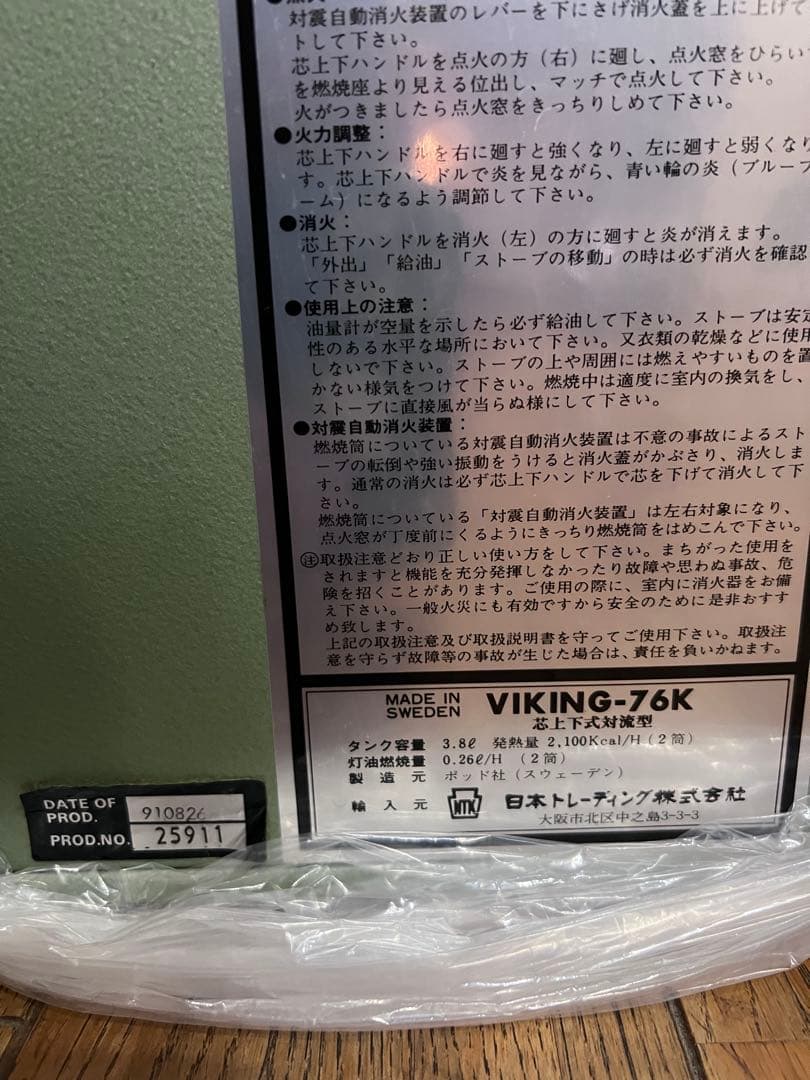 対震自動消火装置のレバーを下にさげ消火蓋を上に上げて
トして下さい。
芯上下ハンドルを点火の方（右）に廻し、点火窓をひらい
を燃焼座より見える位出し、マッチで点火して下さい。
火がつきましたら点火窓をきっちりしめて下さい。
●火力調整：
芯上下ハンドルを右に廻すと強くなり、左に廻すと弱くなり
す。芯上下ハンドルで炎を見ながら、青い輪の炎（ブルーフ
ーム）になるよう調節して下さい。
●消火：
芯上下ハンドルを消火（左）の方に廻すと炎が消えます。
「外出」「給油」「ストーブの移動」の時は必ず消火を確認
て下さい。
●使用上の注意：
油量計が空量を示したら必ず給油して下さい。ストーブは安定
性のある水平な場所において下さい。又衣類の乾燥などに使用
しないで下さい。ストーブの上や周囲には燃えやすいものを置
かない様気をつけて下さい。燃焼中は適度に室内の換気をし、
ストーブに直接風が当らぬ様にして下さい。
●対震自動消火装置：
燃焼筒についている対震自動消火装置は不意の事故によるスト
ーブの転倒や強い振動をうけると消火蓋がかぶさり、消火しま
す。通常の消火は必ず芯上下ハンドルで芯を下げて消火して下
さい。
燃焼筒についている「対震自動消火装置」は左右対象になり、
点火窓が丁度前にくるようにきっちり燃焼筒をはめこんで下さい。
注取扱注意どおり正しい使い方をして下さい。まちがった使用を
されますと機能を充分発揮しなかったり故障や思わぬ事故、危
険を招くことがあります。ご使用の際に、室内に消火器をお備
え下さい。一般火災にも有効ですから安全のために是非おすす
め致します。
上記の取扱注意及び取扱説明書を守ってご使用下さい。取扱注
意を守らず故障等の事故が生じた場合は、責任を負いかねます。
MADE IN SWEDEN VIKING-76K
芯上下式対流型
タンク容量 3.8ℓ 発熱量 2,100Kcal/H（2筒）
灯油燃焼量 0.26ℓ/H （2筒）
製造元 ポッド社（スウェーデン）
輸入元 NTK 日本トレーディング株式会社
大阪市北区中之島3-3-3
DATE OF PROD. 910826
PROD.NO. 25911